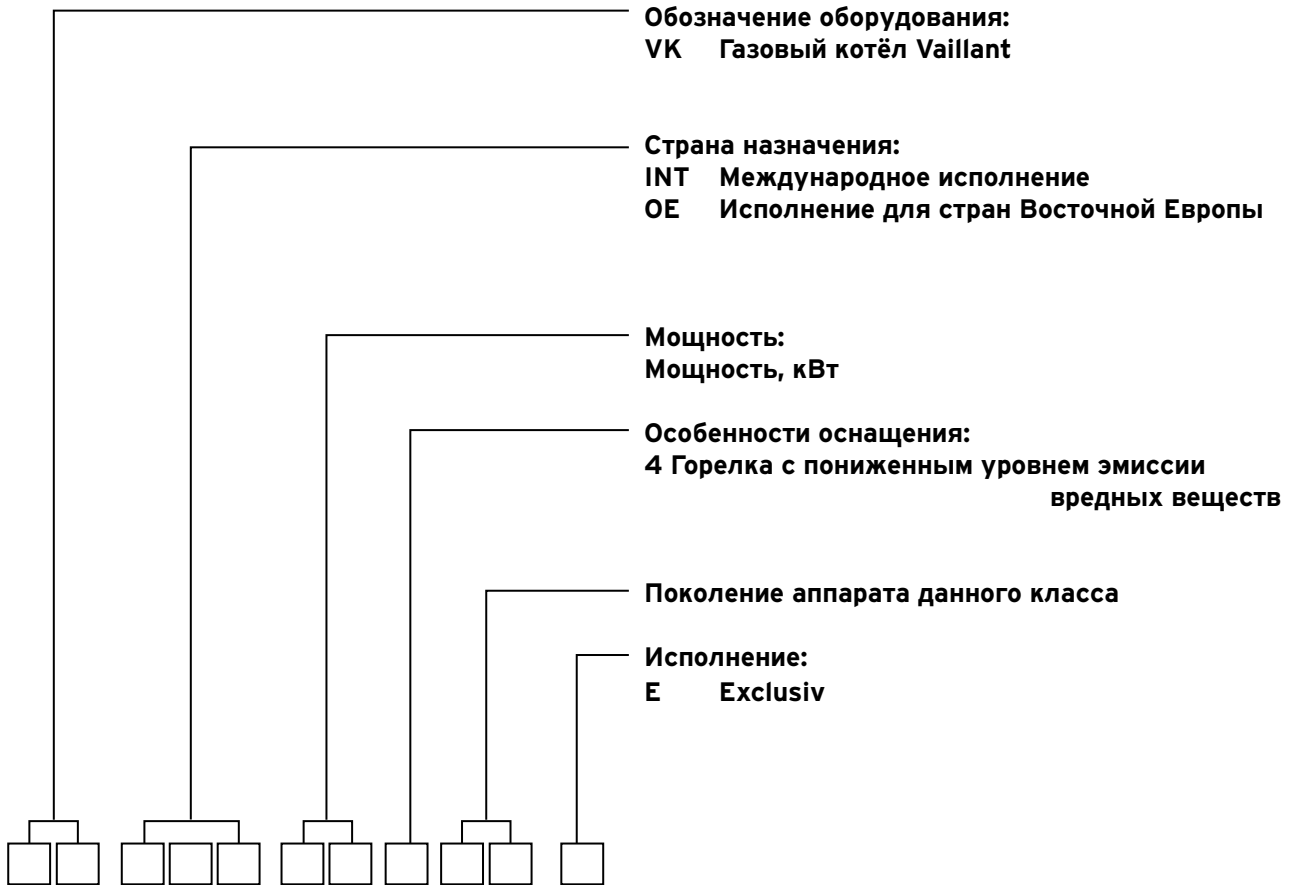 Обозначение оборудования:
VK Газовый котёл Vaillant
Страна назначения:
INT Международное исполнение
OE Исполнение для стран Восточной Европы
Мощность:
Мощность, кВт
Особенности оснащения:
4 Горелка с пониженным уровнем эмиссии
вредных веществ
Поколение аппарата данного класса
Исполнение:
E Exclusiv